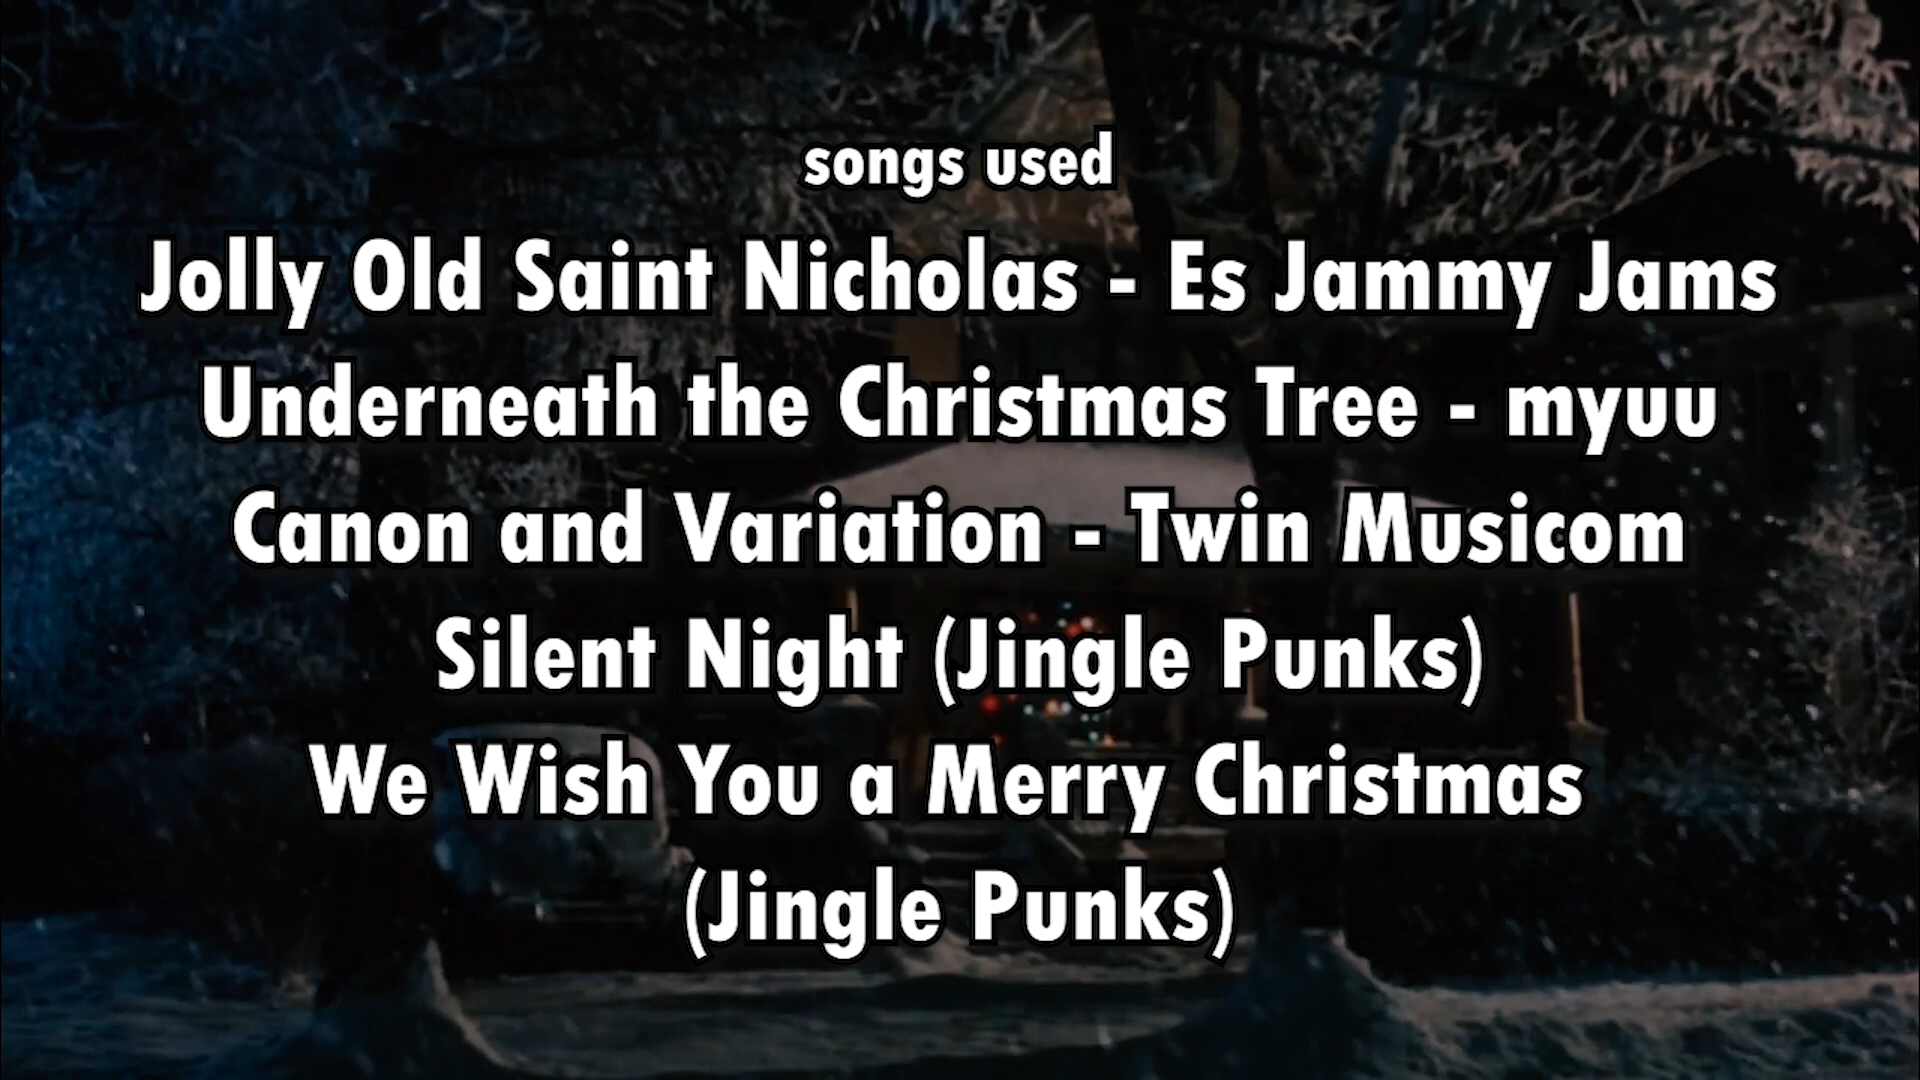 songs used
Jolly Old Saint Nicholas - Es Jammy Jams
Underneath the Christmas Tree - myuu
Canon and Variation - Twin Musicom
Silent Night (Jingle Punks)
We Wish You a Merry Christmas
(Jingle Punks)